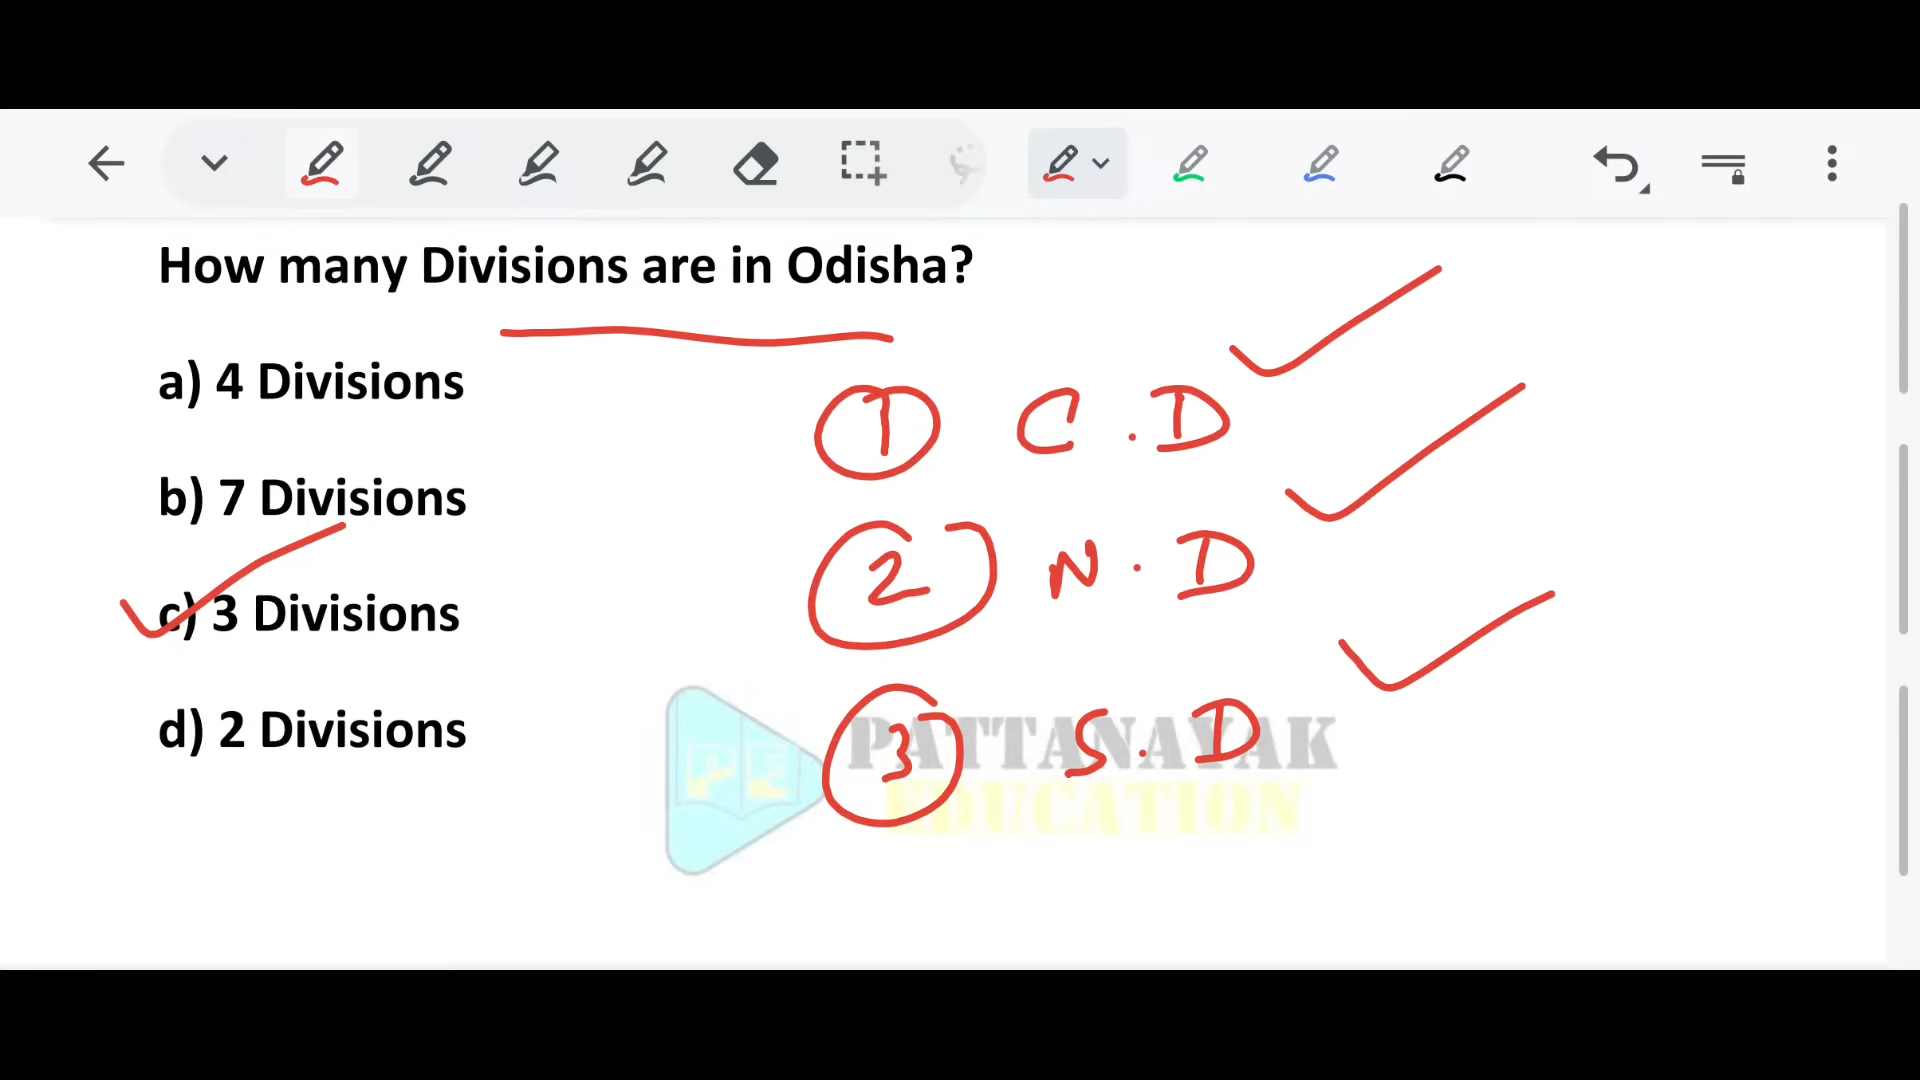 How many Divisions are in Odisha?
a) 4 Divisions
1 C.D
b) 7 Divisions
2 N.D
c) 3 Divisions
d) 2 Divisions
3 S.D
PATTANAYAK
PE
EDUCATION